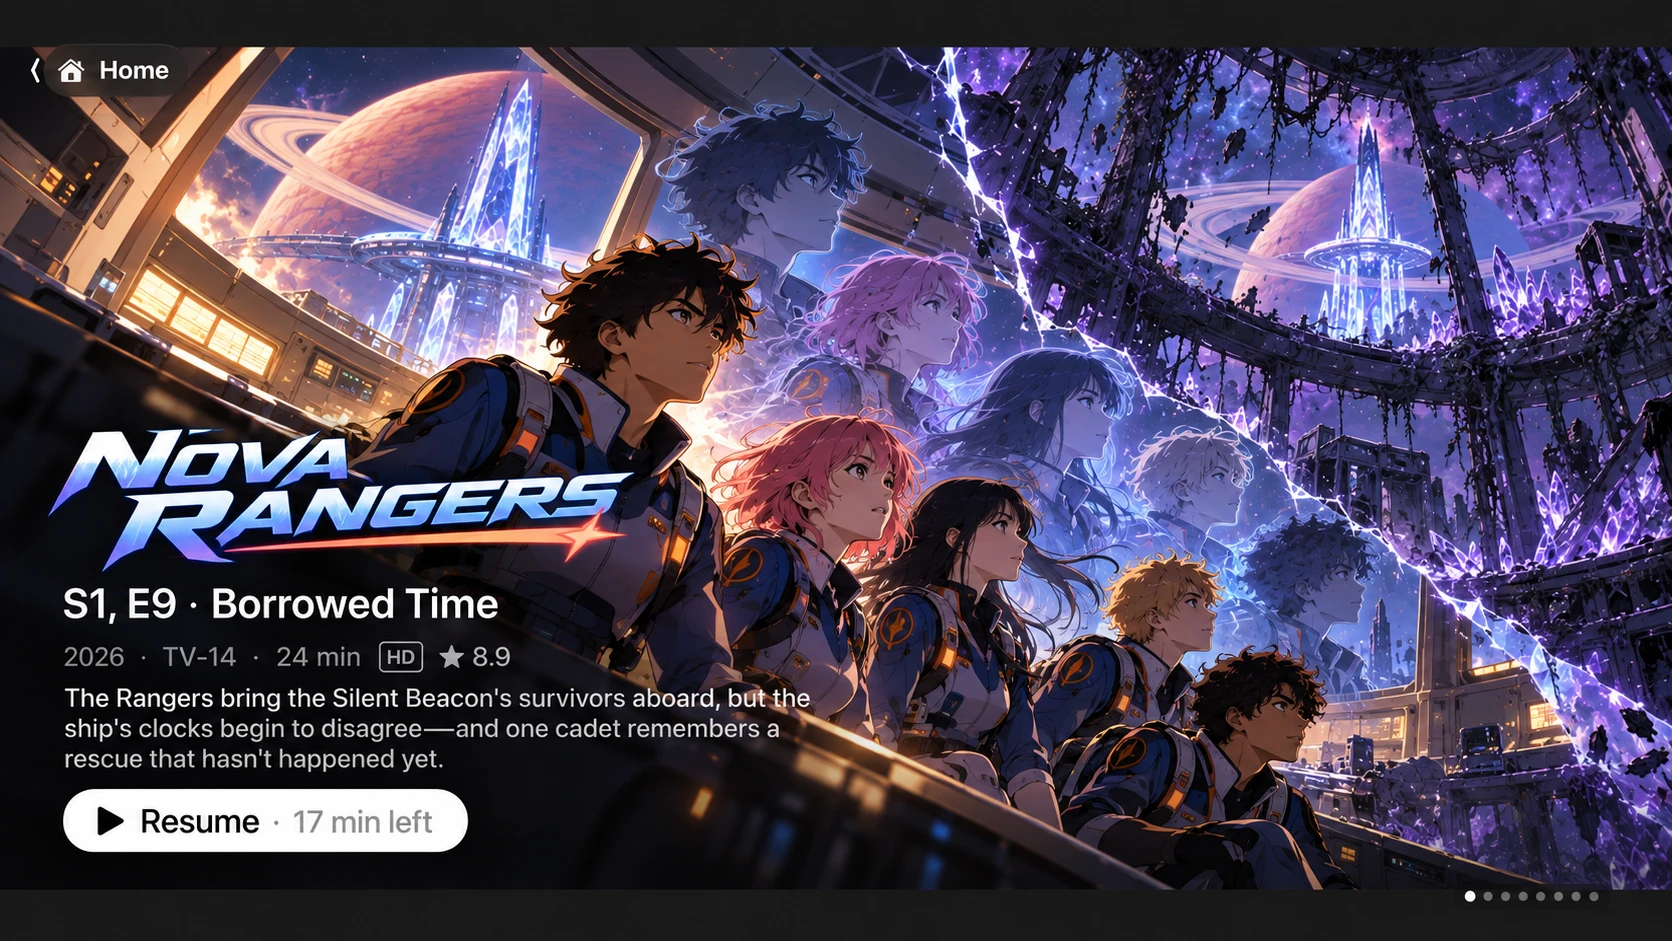 Home
NOVA
RANGERS
S1, E9 · Borrowed Time
2026 · TV-14 · 24 min HD ★ 8.9
The Rangers bring the Silent Beacon's survivors aboard, but the
ship's clocks begin to disagree—and one cadet remembers a
rescue that hasn't happened yet.
Resume · 17 min left